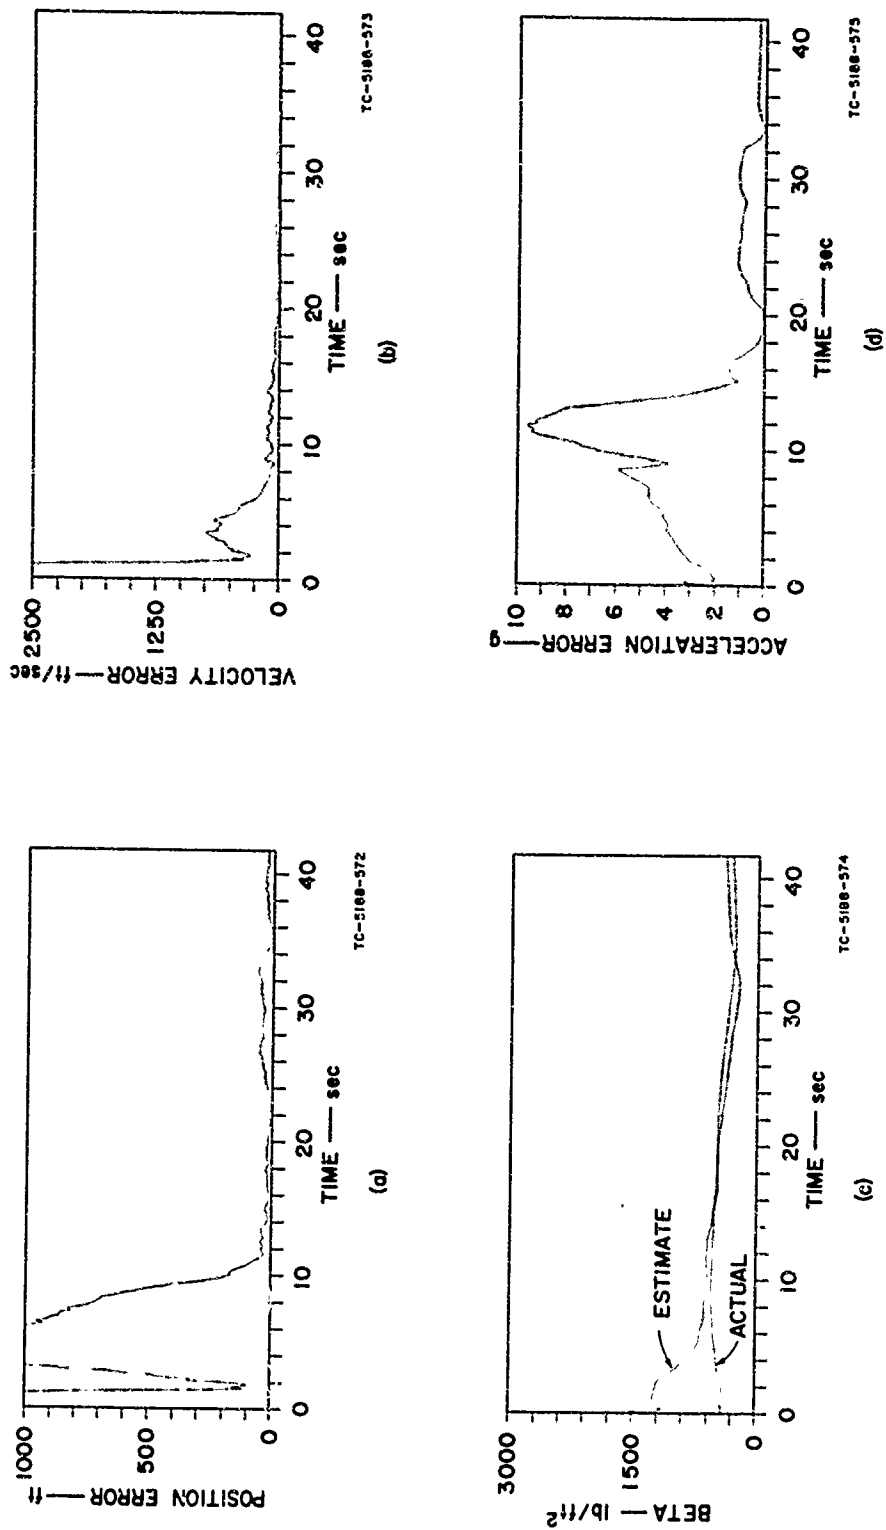 POSITION ERROR — ft
1000
500
0
0 10 20 30 40
TIME — sec
TC-5188-572
(a)
VELOCITY ERROR — ft/sec
2500
1250
0
0 10 20 30 40
TIME — sec
TC-5188-573
(b)
BETA — lb/ft²
3000
1500
0
ESTIMATE
ACTUAL
0 10 20 30 40
TIME — sec
TC-5188-574
(c)
ACCELERATION ERROR — g
10
8
6
4
2
0
0 10 20 30 40
TIME — sec
TC-5188-575
(d)